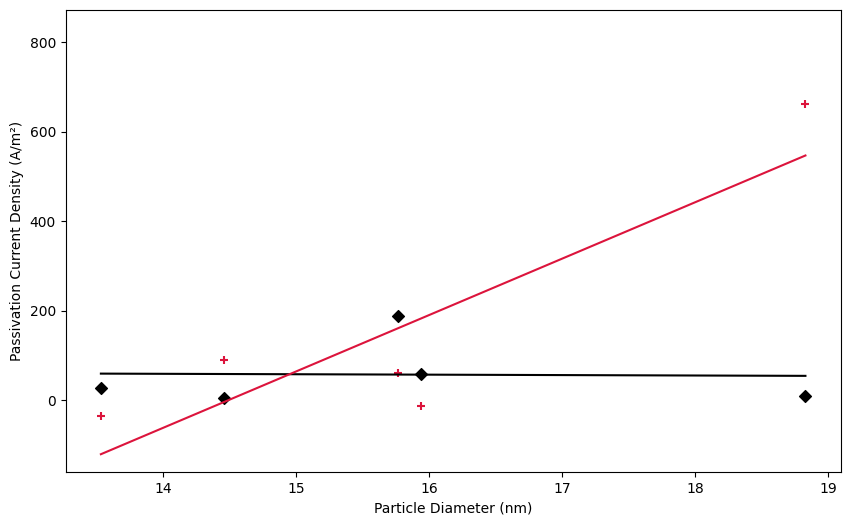 800
600
400
200
0
Passivation Current Density (A/m²)
14 15 16 17 18 19
Particle Diameter (nm)